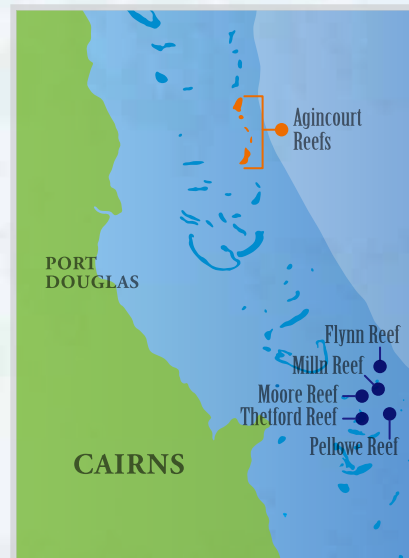 Agincourt
Reefs
PORT
DOUGLAS
Flynn Reef
Milln Reef
Moore Reef
Thetford Reef
Pellowe Reef
CAIRNS